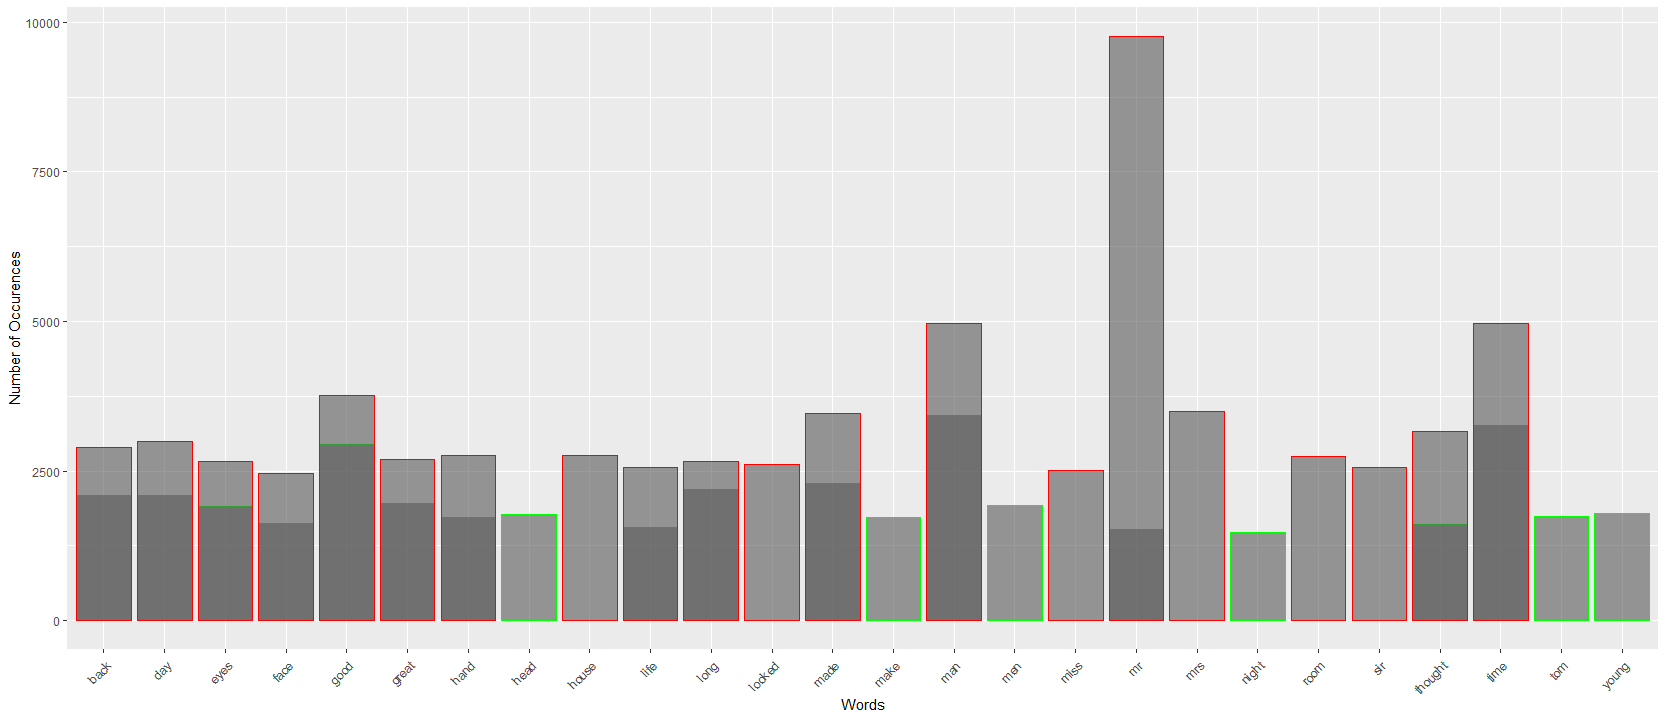 10000
7500
5000
2500
0
Number of Occurences
back day eyes face good great hand head house life long looked made make man men miss mr mrs night room sir thought time tom young
Words